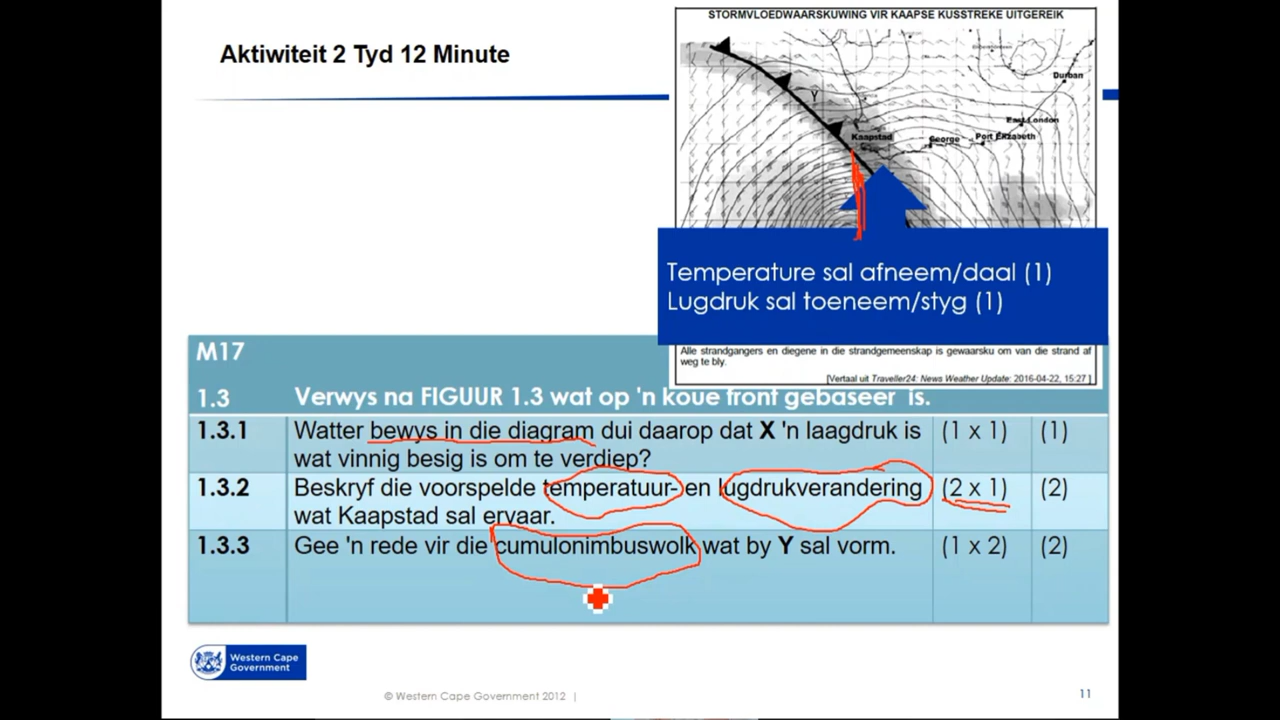 Aktiwiteit 2 Tyd 12 Minute
STORMVLOEDWAARSKUWING VIR KAAPSE KUSSTREKE UITGEREIK
Durban
Y
East London
Kaapstad
George
Port Elizabeth
Temperature sal afneem/daal (1)
Lugdruk sal toeneem/styg (1)
Alle strandgangers en diegene in die strandgemeenskap is gewaarsku om van die strand af
weg te bly.
[Vertaal uit Traveller24: News Weather Update: 2016-04-22, 15:27 ]
M17
1.3 Verwys na FIGUUR 1.3 wat op 'n koue front gebaseer is.
1.3.1 Watter bewys in die diagram dui daarop dat X 'n laagdruk is (1 x 1) (1)
wat vinnig besig is om te verdiep?
1.3.2 Beskryf die voorspelde temperatuur- en lugdrukverandering (2 x 1) (2)
wat Kaapstad sal ervaar.
1.3.3 Gee 'n rede vir die cumulonimbuswolk wat by Y sal vorm. (1 x 2) (2)
Western Cape
Government
© Western Cape Government 2012 |
11